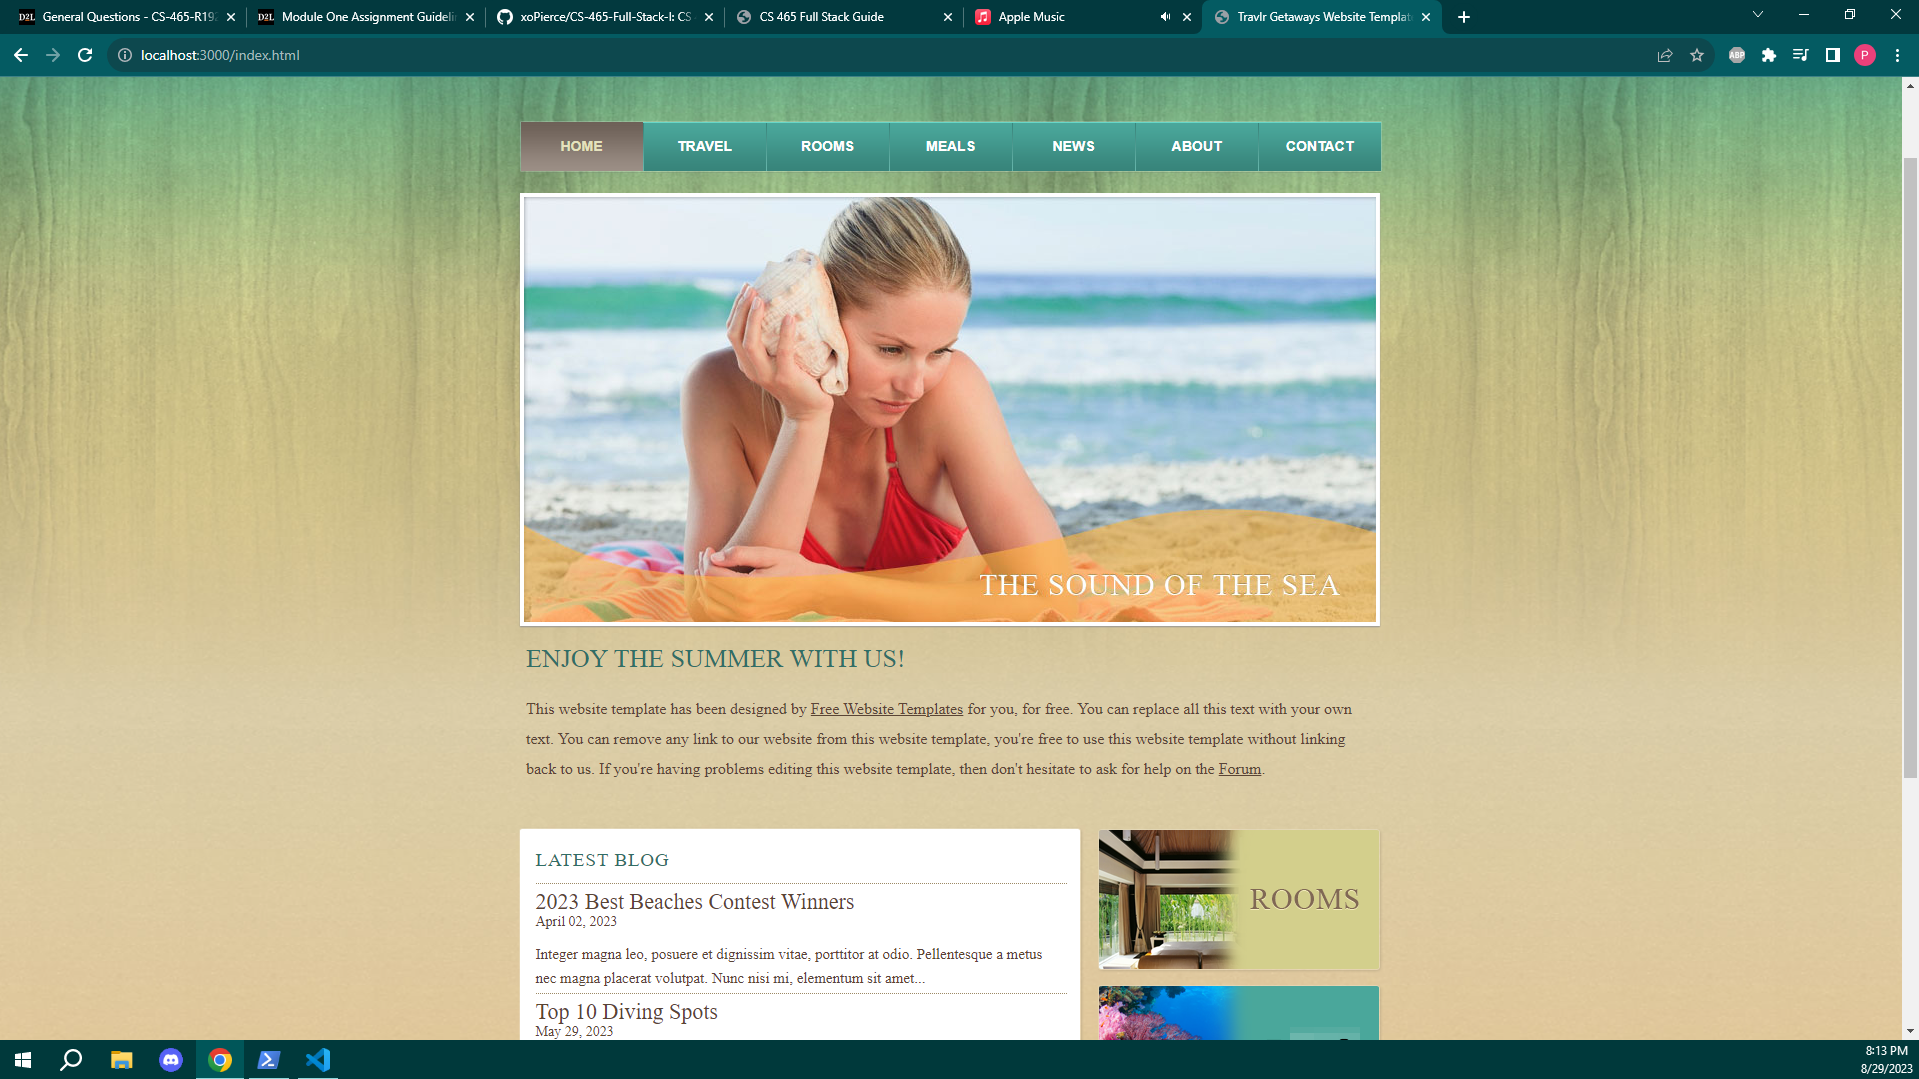 General Questions - CS-465-R192
Module One Assignment Guidelin
xoPierce/CS-465-Full-Stack-I: CS
CS 465 Full Stack Guide
Apple Music
Travlr Getaways Website Templat
localhost:3000/index.html
ABP
P
HOME TRAVEL ROOMS MEALS NEWS ABOUT CONTACT
THE SOUND OF THE SEA
ENJOY THE SUMMER WITH US!
This website template has been designed by Free Website Templates for you, for free. You can replace all this text with your own
text. You can remove any link to our website from this website template, you're free to use this website template without linking
back to us. If you're having problems editing this website template, then don't hesitate to ask for help on the Forum.
LATEST BLOG
2023 Best Beaches Contest Winners
April 02, 2023
Integer magna leo, posuere et dignissim vitae, porttitor at odio. Pellentesque a metus
nec magna placerat volutpat. Nunc nisi mi, elementum sit amet...
Top 10 Diving Spots
May 29, 2023
ROOMS
8:13 PM
8/29/2023